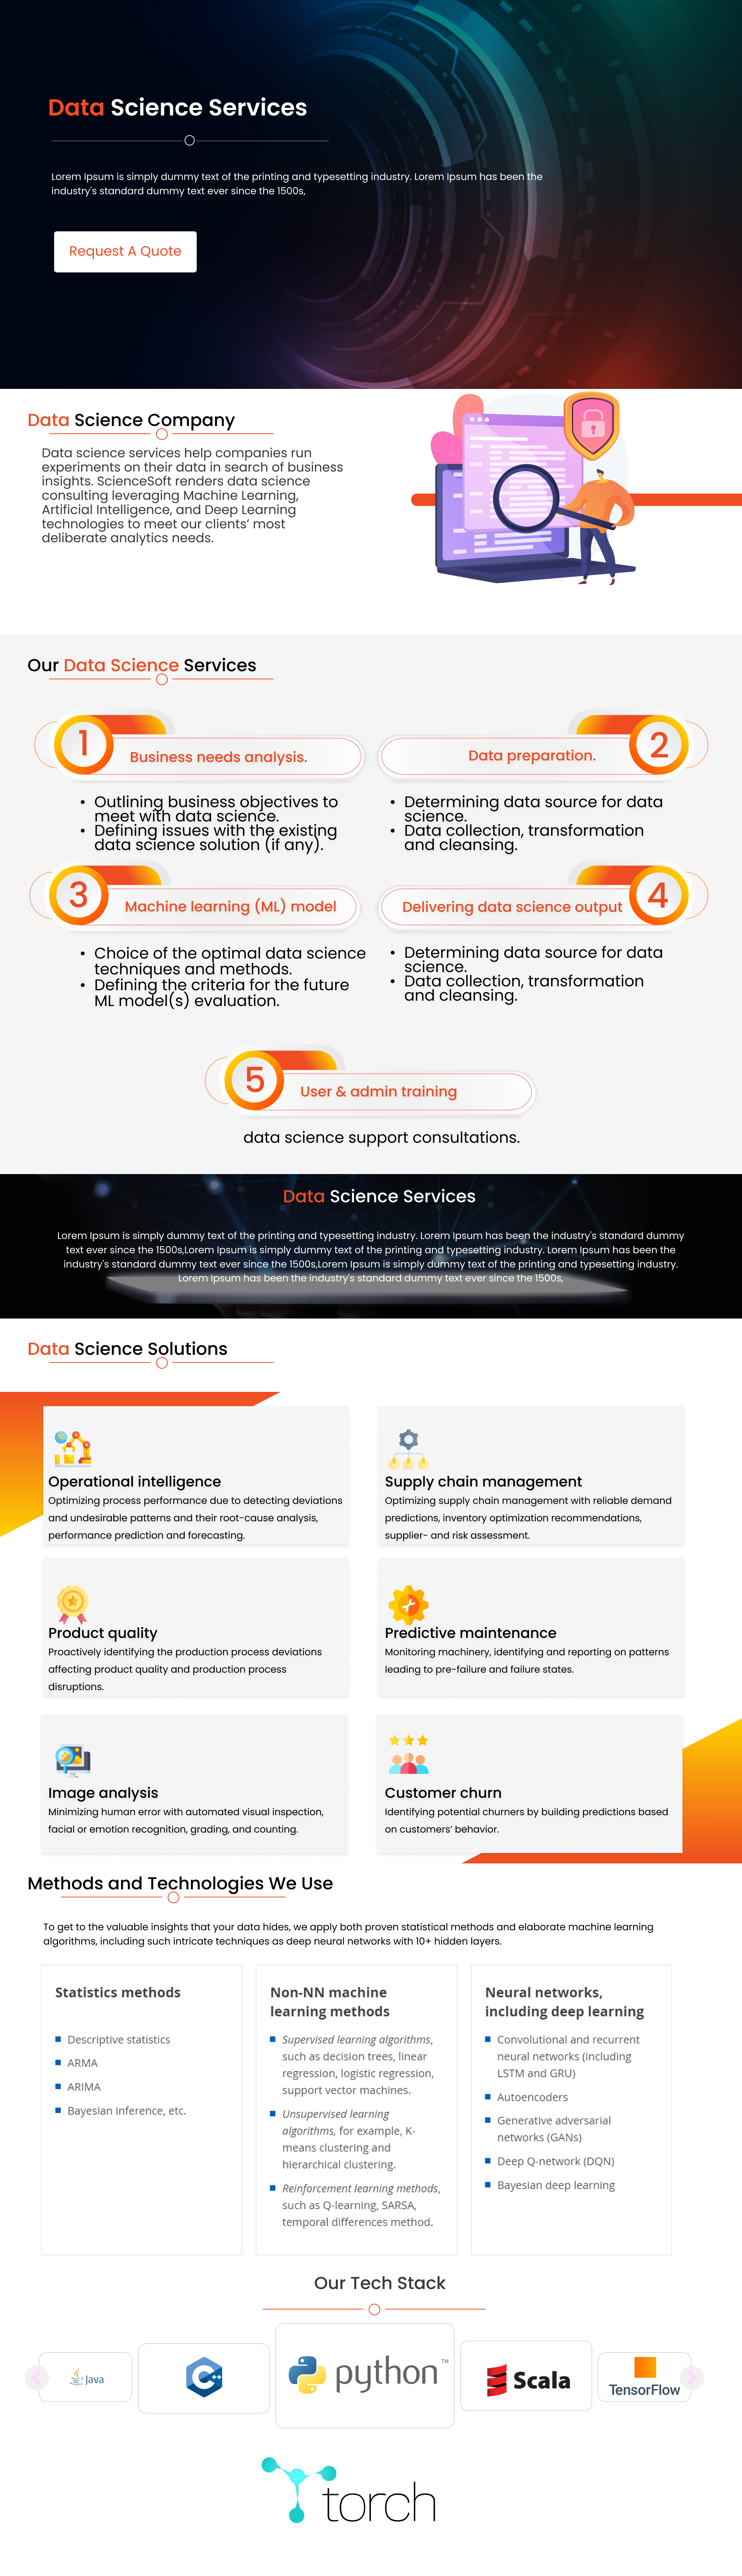 Data Science Services
Lorem Ipsum is simply dummy text of the printing and typesetting industry. Lorem Ipsum has been the
industry's standard dummy text ever since the 1500s,
Request A Quote
Data Science Company
Data science services help companies run
experiments on their data in search of business
insights. ScienceSoft renders data science
consulting leveraging Machine Learning,
Artificial Intelligence, and Deep Learning
technologies to meet our clients' most
deliberate analytics needs.
Our Data Science Services
1
Business needs analysis.
• Outlining business objectives to
meet with data science.
• Defining issues with the existing
data science solution (if any).
2
Data preparation.
• Determining data source for data
science.
• Data collection, transformation
and cleansing.
3
Machine learning (ML) model
• Choice of the optimal data science
techniques and methods.
• Defining the criteria for the future
ML model(s) evaluation.
4
Delivering data science output
• Determining data source for data
science.
• Data collection, transformation
and cleansing.
5
User & admin training
data science support consultations.
Data Science Services
Lorem Ipsum is simply dummy text of the printing and typesetting industry. Lorem Ipsum has been the industry's standard dummy
text ever since the 1500s,Lorem Ipsum is simply dummy text of the printing and typesetting industry. Lorem Ipsum has been the
industry's standard dummy text ever since the 1500s,Lorem Ipsum is simply dummy text of the printing and typesetting industry.
Lorem Ipsum has been the industry's standard dummy text ever since the 1500s,
Data Science Solutions
Operational intelligence
Optimizing process performance due to detecting deviations
and undesirable patterns and their root-cause analysis,
performance prediction and forecasting.
Supply chain management
Optimizing supply chain management with reliable demand
predictions, inventory optimization recommendations,
supplier- and risk assessment.
Product quality
Proactively identifying the production process deviations
affecting product quality and production process
disruptions.
Predictive maintenance
Monitoring machinery, identifying and reporting on patterns
leading to pre-failure and failure states.
Image analysis
Minimizing human error with automated visual inspection,
facial or emotion recognition, grading, and counting.
Customer churn
Identifying potential churners by building predictions based
on customers' behavior.
Methods and Technologies We Use
To get to the valuable insights that your data hides, we apply both proven statistical methods and elaborate machine learning
algorithms, including such intricate techniques as deep neural networks with 10+ hidden layers.
Statistics methods
Descriptive statistics
ARMA
ARIMA
Bayesian inference, etc.
Non-NN machine
learning methods
Supervised learning algorithms,
such as decision trees, linear
regression, logistic regression,
support vector machines.
Unsupervised learning
algorithms, for example, K-
means clustering and
hierarchical clustering.
Reinforcement learning methods,
such as Q-learning, SARSA,
temporal differences method.
Neural networks,
including deep learning
Convolutional and recurrent
neural networks (including
LSTM and GRU)
Autoencoders
Generative adversarial
networks (GANs)
Deep Q-network (DQN)
Bayesian deep learning
Our Tech Stack
Java
C++
python™
Scala
TensorFlow
torch